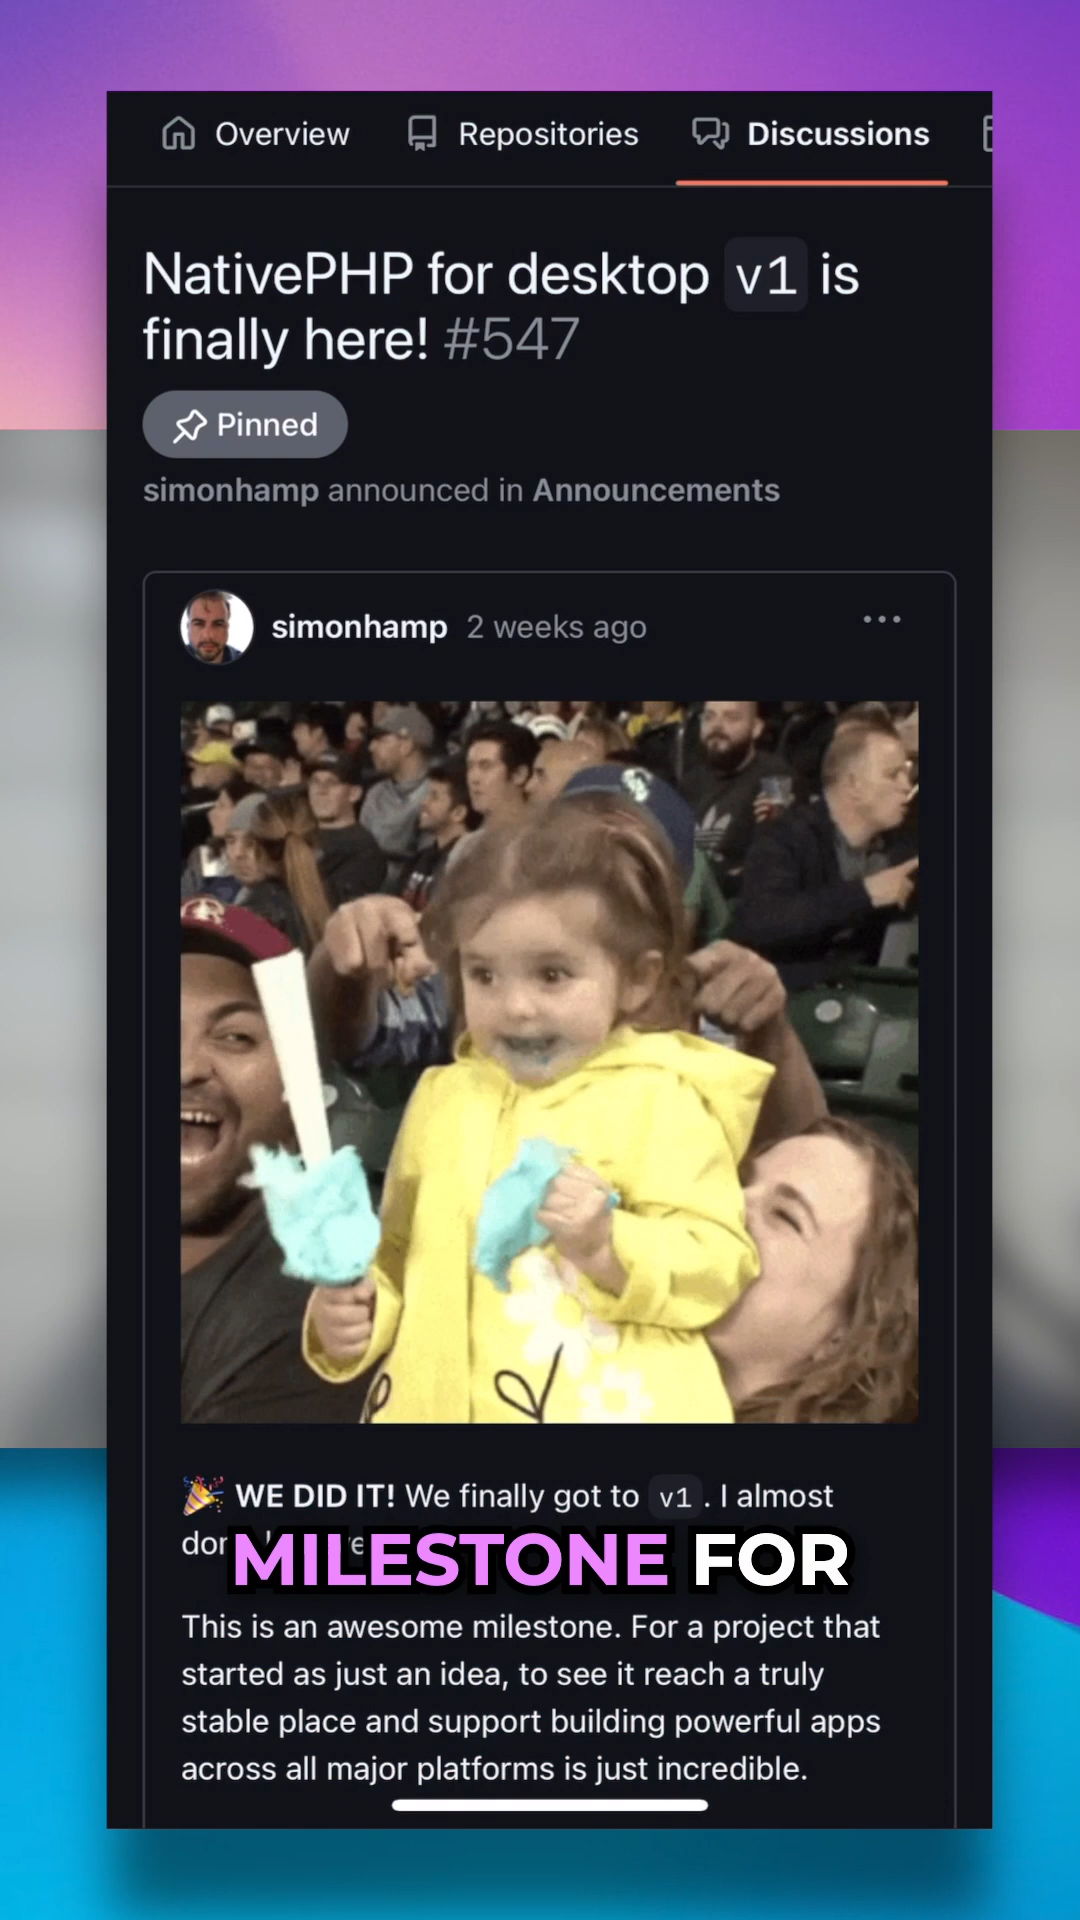 Overview Repositories Discussions
NativePHP for desktop v1 is
finally here! #547
Pinned
simonhamp announced in Announcements
simonhamp 2 weeks ago
🎉 WE DID IT! We finally got to v1. I almost
MILESTONE FOR
This is an awesome milestone. For a project that
started as just an idea, to see it reach a truly
stable place and support building powerful apps
across all major platforms is just incredible.